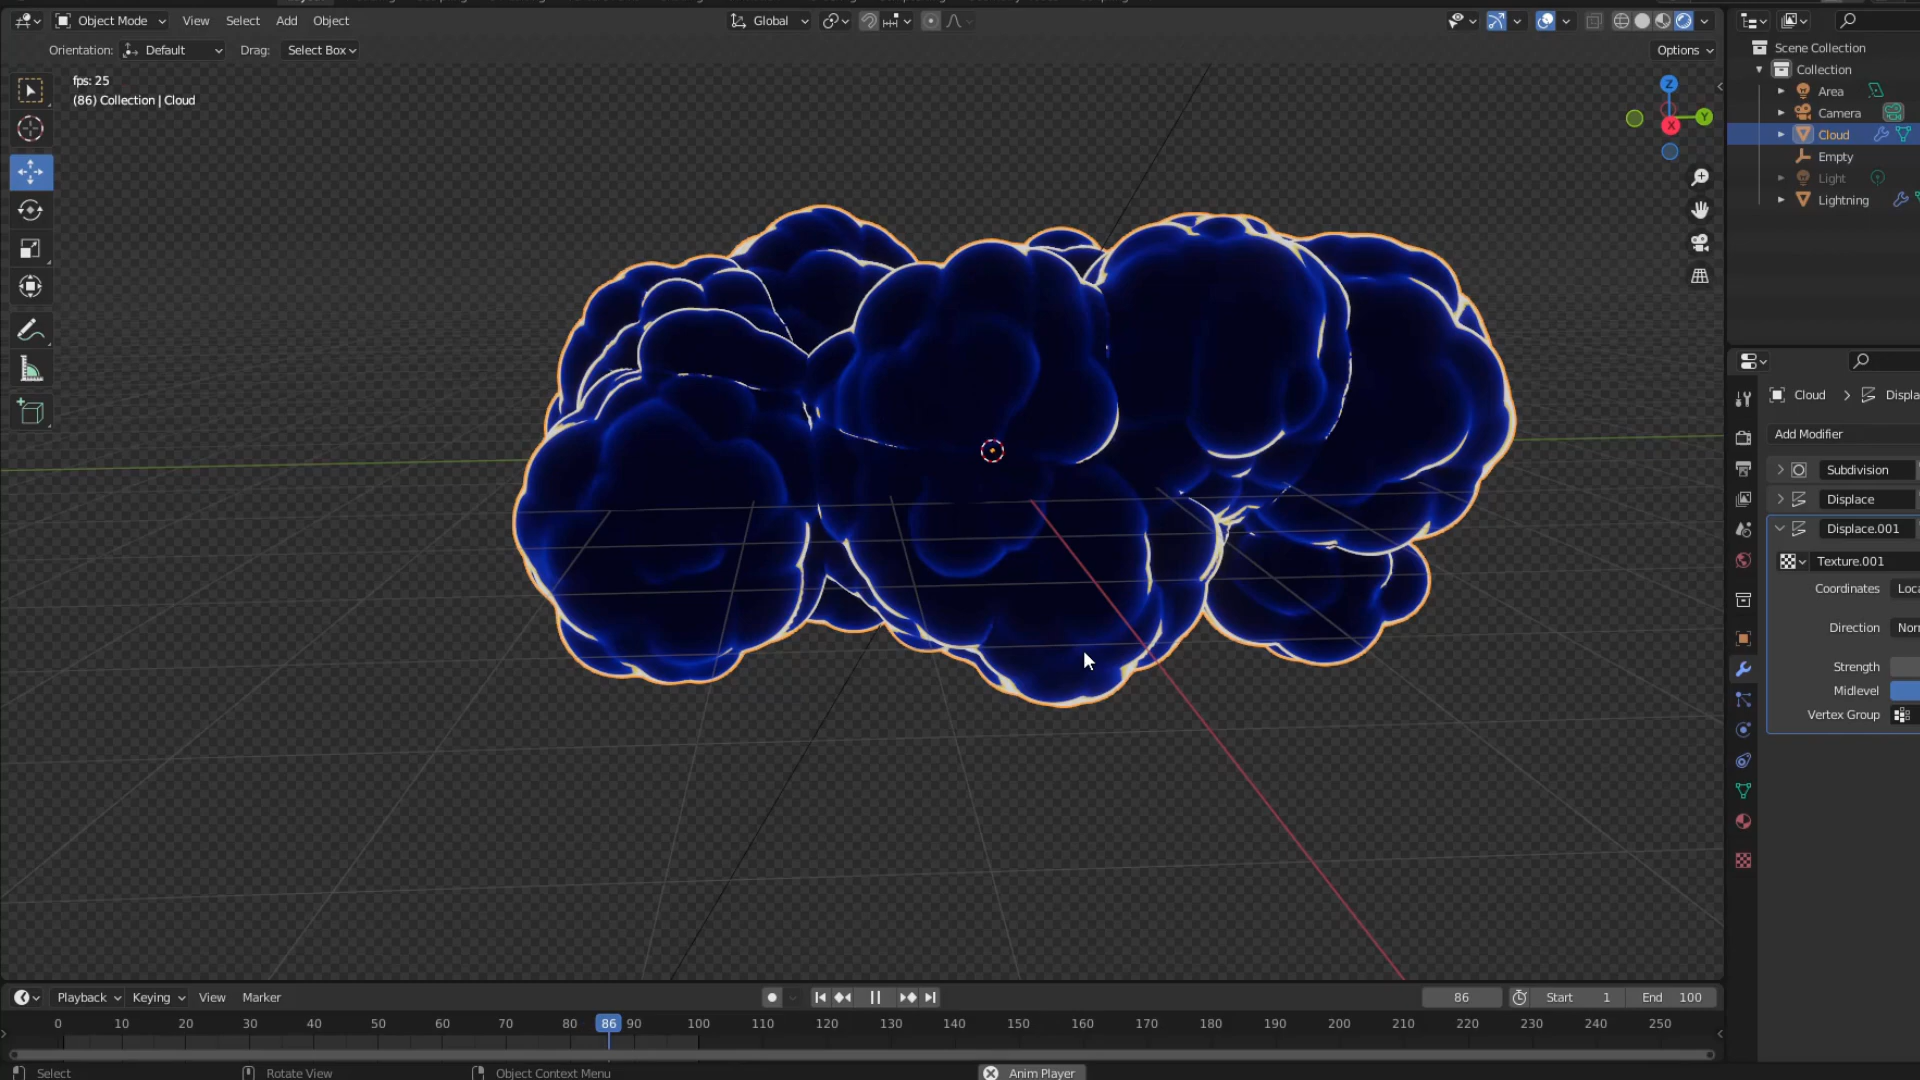 Object Mode View Select Add Object Global
Orientation: Default Drag: Select Box Options
fps: 25
(86) Collection | Cloud
Z
Y
X
Scene Collection
Collection
Area
Camera
Cloud
Empty
Light
Lightning
Cloud Displa
Add Modifier
Subdivision
Displace
Displace.001
Texture.001
Coordinates Loca
Direction Nor
Strength
Midlevel
Vertex Group
Playback Keying View Marker 86 Start 1 End 100
0 10 20 30 40 50 60 70 80 86 90 100 110 120 130 140 150 160 170 180 190 200 210 220 230 240 250
Select Rotate View Object Context Menu Anim Player